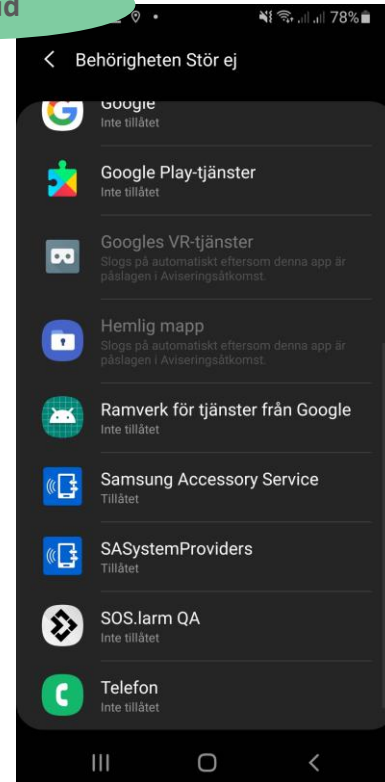 78%
Behörigheten Stör ej
Google
Inte tillåtet
Google Play-tjänster
Inte tillåtet
Googles VR-tjänster
Slogs på automatiskt eftersom denna app är
påslagen i Aviseringsåtkomst.
Hemlig mapp
Slogs på automatiskt eftersom denna app är
påslagen i Aviseringsåtkomst.
Ramverk för tjänster från Google
Inte tillåtet
Samsung Accessory Service
Tillåtet
SASystemProviders
Tillåtet
SOS.larm QA
Inte tillåtet
Telefon
Inte tillåtet